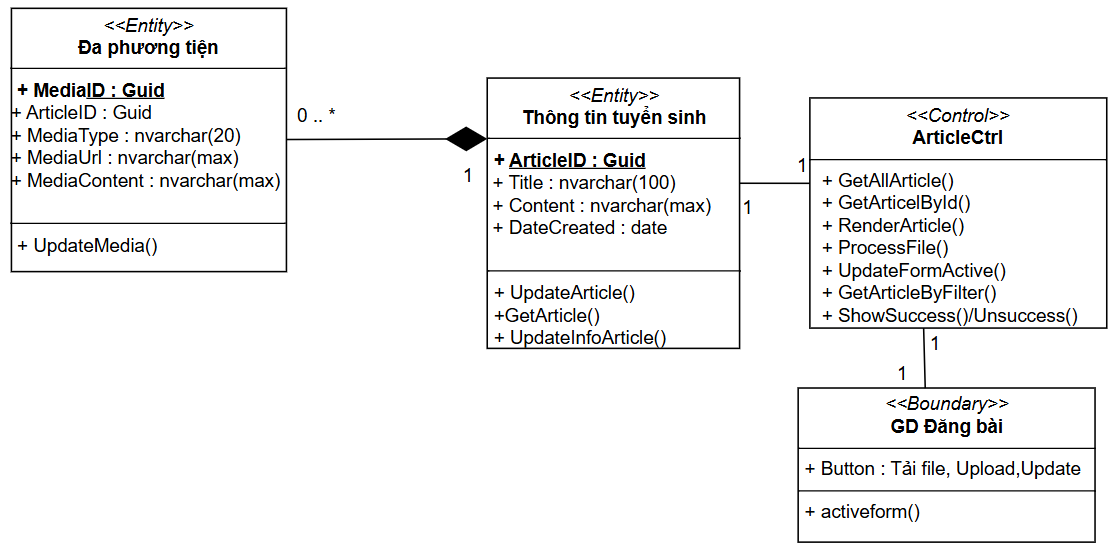 <<Entity>>
Đa phương tiện
+ MediaID : Guid
+ ArticleID : Guid
+ MediaType : nvarchar(20)
+ MediaUrl : nvarchar(max)
+ MediaContent : nvarchar(max)
+ UpdateMedia()
0 .. *
1
<<Entity>>
Thông tin tuyển sinh
+ ArticleID : Guid
+ Title : nvarchar(100)
+ Content : nvarchar(max)
+ DateCreated : date
+ UpdateArticle()
+GetArticle()
+ UpdateInfoArticle()
1
1
<<Control>>
ArticleCtrl
+ GetAllArticle()
+ GetArticelById()
+ RenderArticle()
+ ProcessFile()
+ UpdateFormActive()
+ GetArticleByFilter()
+ ShowSuccess()/Unsuccess()
1
1
<<Boundary>>
GD Đăng bài
+ Button : Tải file, Upload,Update
+ activeform()